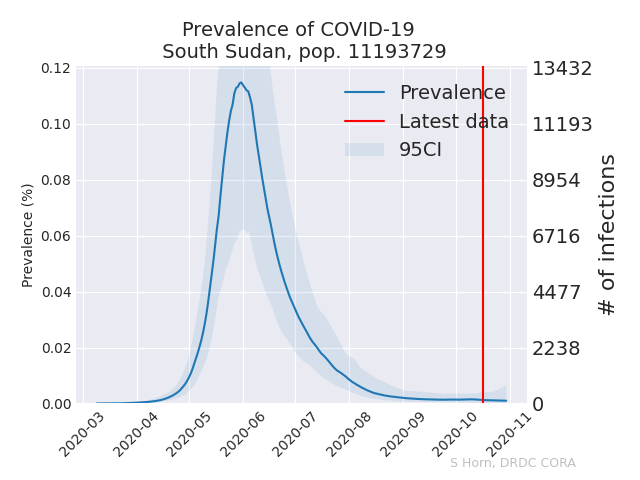 Prevalence of COVID-19
South Sudan, pop. 11193729
Prevalence (%)
0.12
0.10
0.08
0.06
0.04
0.02
0.00
13432
11193
8954
6716
4477
2238
0
# of infections
Prevalence
Latest data
95CI
2020-03
2020-04
2020-05
2020-06
2020-07
2020-08
2020-09
2020-10
2020-11
S Horn, DRDC CORA